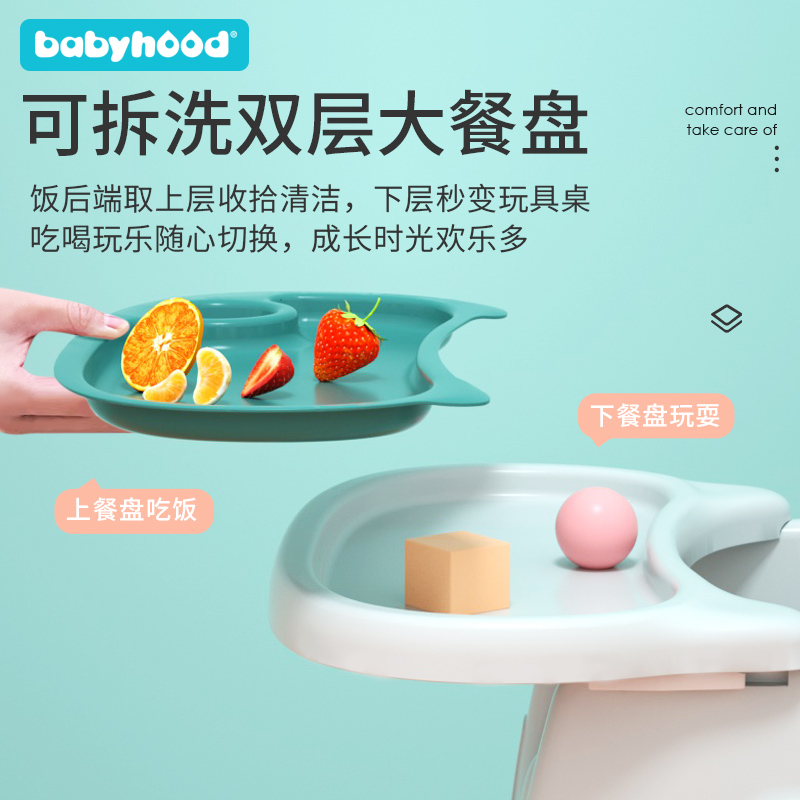 babyhood®
可拆洗双层大餐盘
comfort and
take care of
饭后端取上层收拾清洁，下层秒变玩具桌
吃喝玩乐随心切换，成长时光欢乐多
下餐盘玩耍
上餐盘吃饭